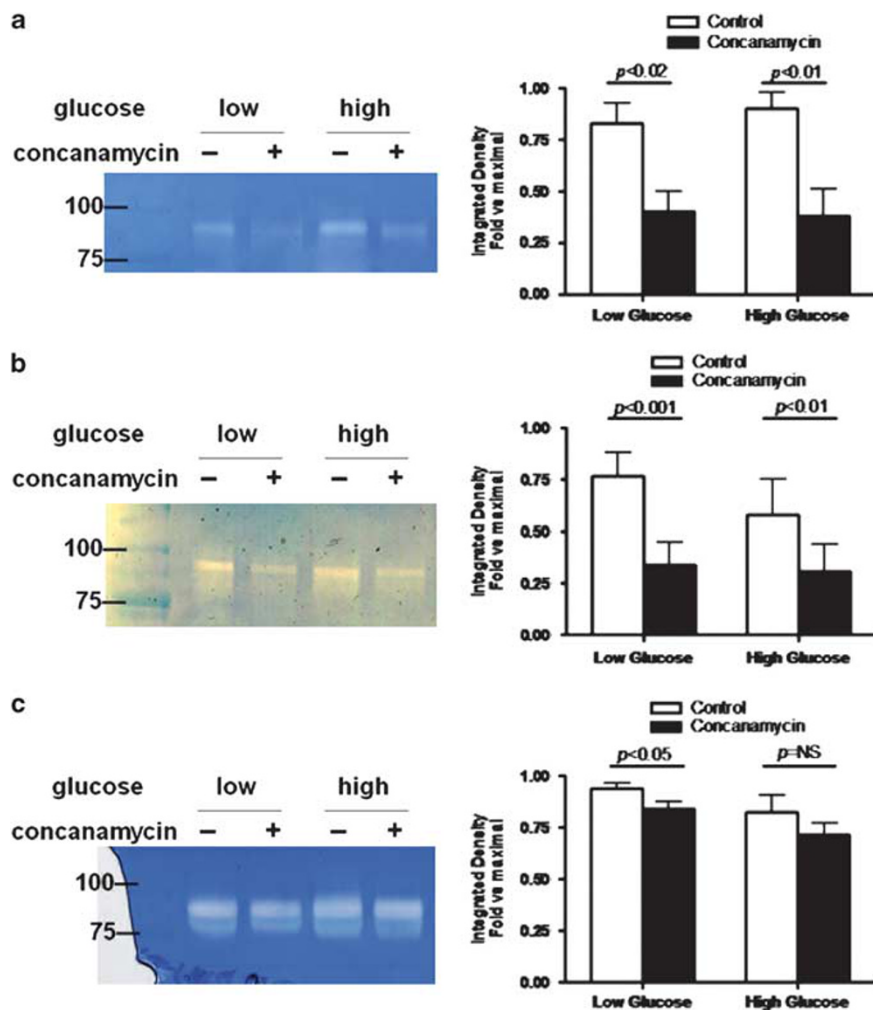 a
glucose low high
concanamycin – + – +
100
75
Control
Concanamycin
p<0.02 p<0.01
1.00
0.75
0.50
0.25
0.00
Integrated Density
Fold vs maximal
Low Glucose High Glucose
b
glucose low high
concanamycin – + – +
100
75
Control
Concanamycin
p<0.001 p<0.01
1.00
0.75
0.50
0.25
0.00
Integrated Density
Fold vs maximal
Low Glucose High Glucose
c
glucose low high
concanamycin – + – +
100
75
Control
Concanamycin
p<0.05 p=NS
1.00
0.75
0.50
0.25
0.00
Integrated Density
Fold vs maximal
Low Glucose High Glucose